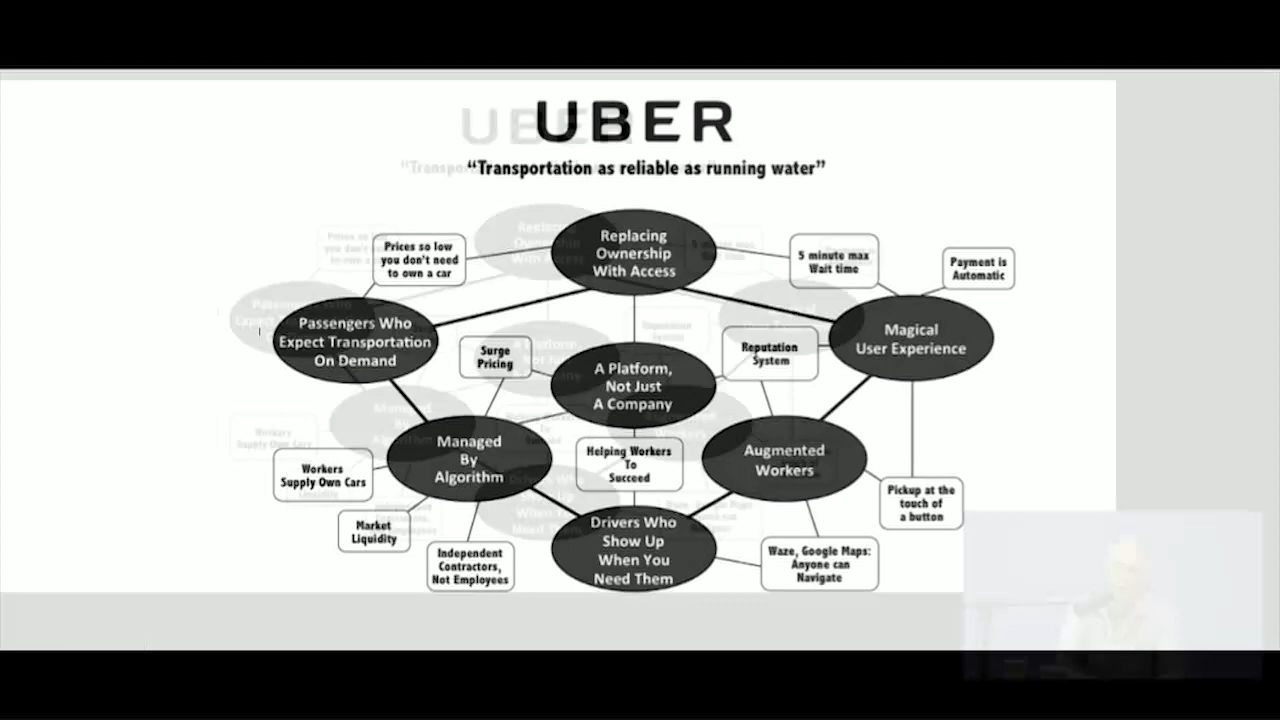 UBER
“Transportation as reliable as running water”
Replacing
Ownership
With Access
Prices so low
you don't need
to own a car
5 minute max
Wait time
Payment is
Automatic
Passengers Who
Expect Transportation
On Demand
Magical
User Experience
Surge
Pricing
A Platform,
Not Just
A Company
Reputation
System
Managed
By
Algorithm
Helping Workers
To
Succeed
Augmented
Workers
Workers
Supply Own Cars
Market
Liquidity
Independent
Contractors,
Not Employees
Drivers Who
Show Up
When You
Need Them
Waze, Google Maps:
Anyone can
Navigate
Pickup at the
touch of
a button